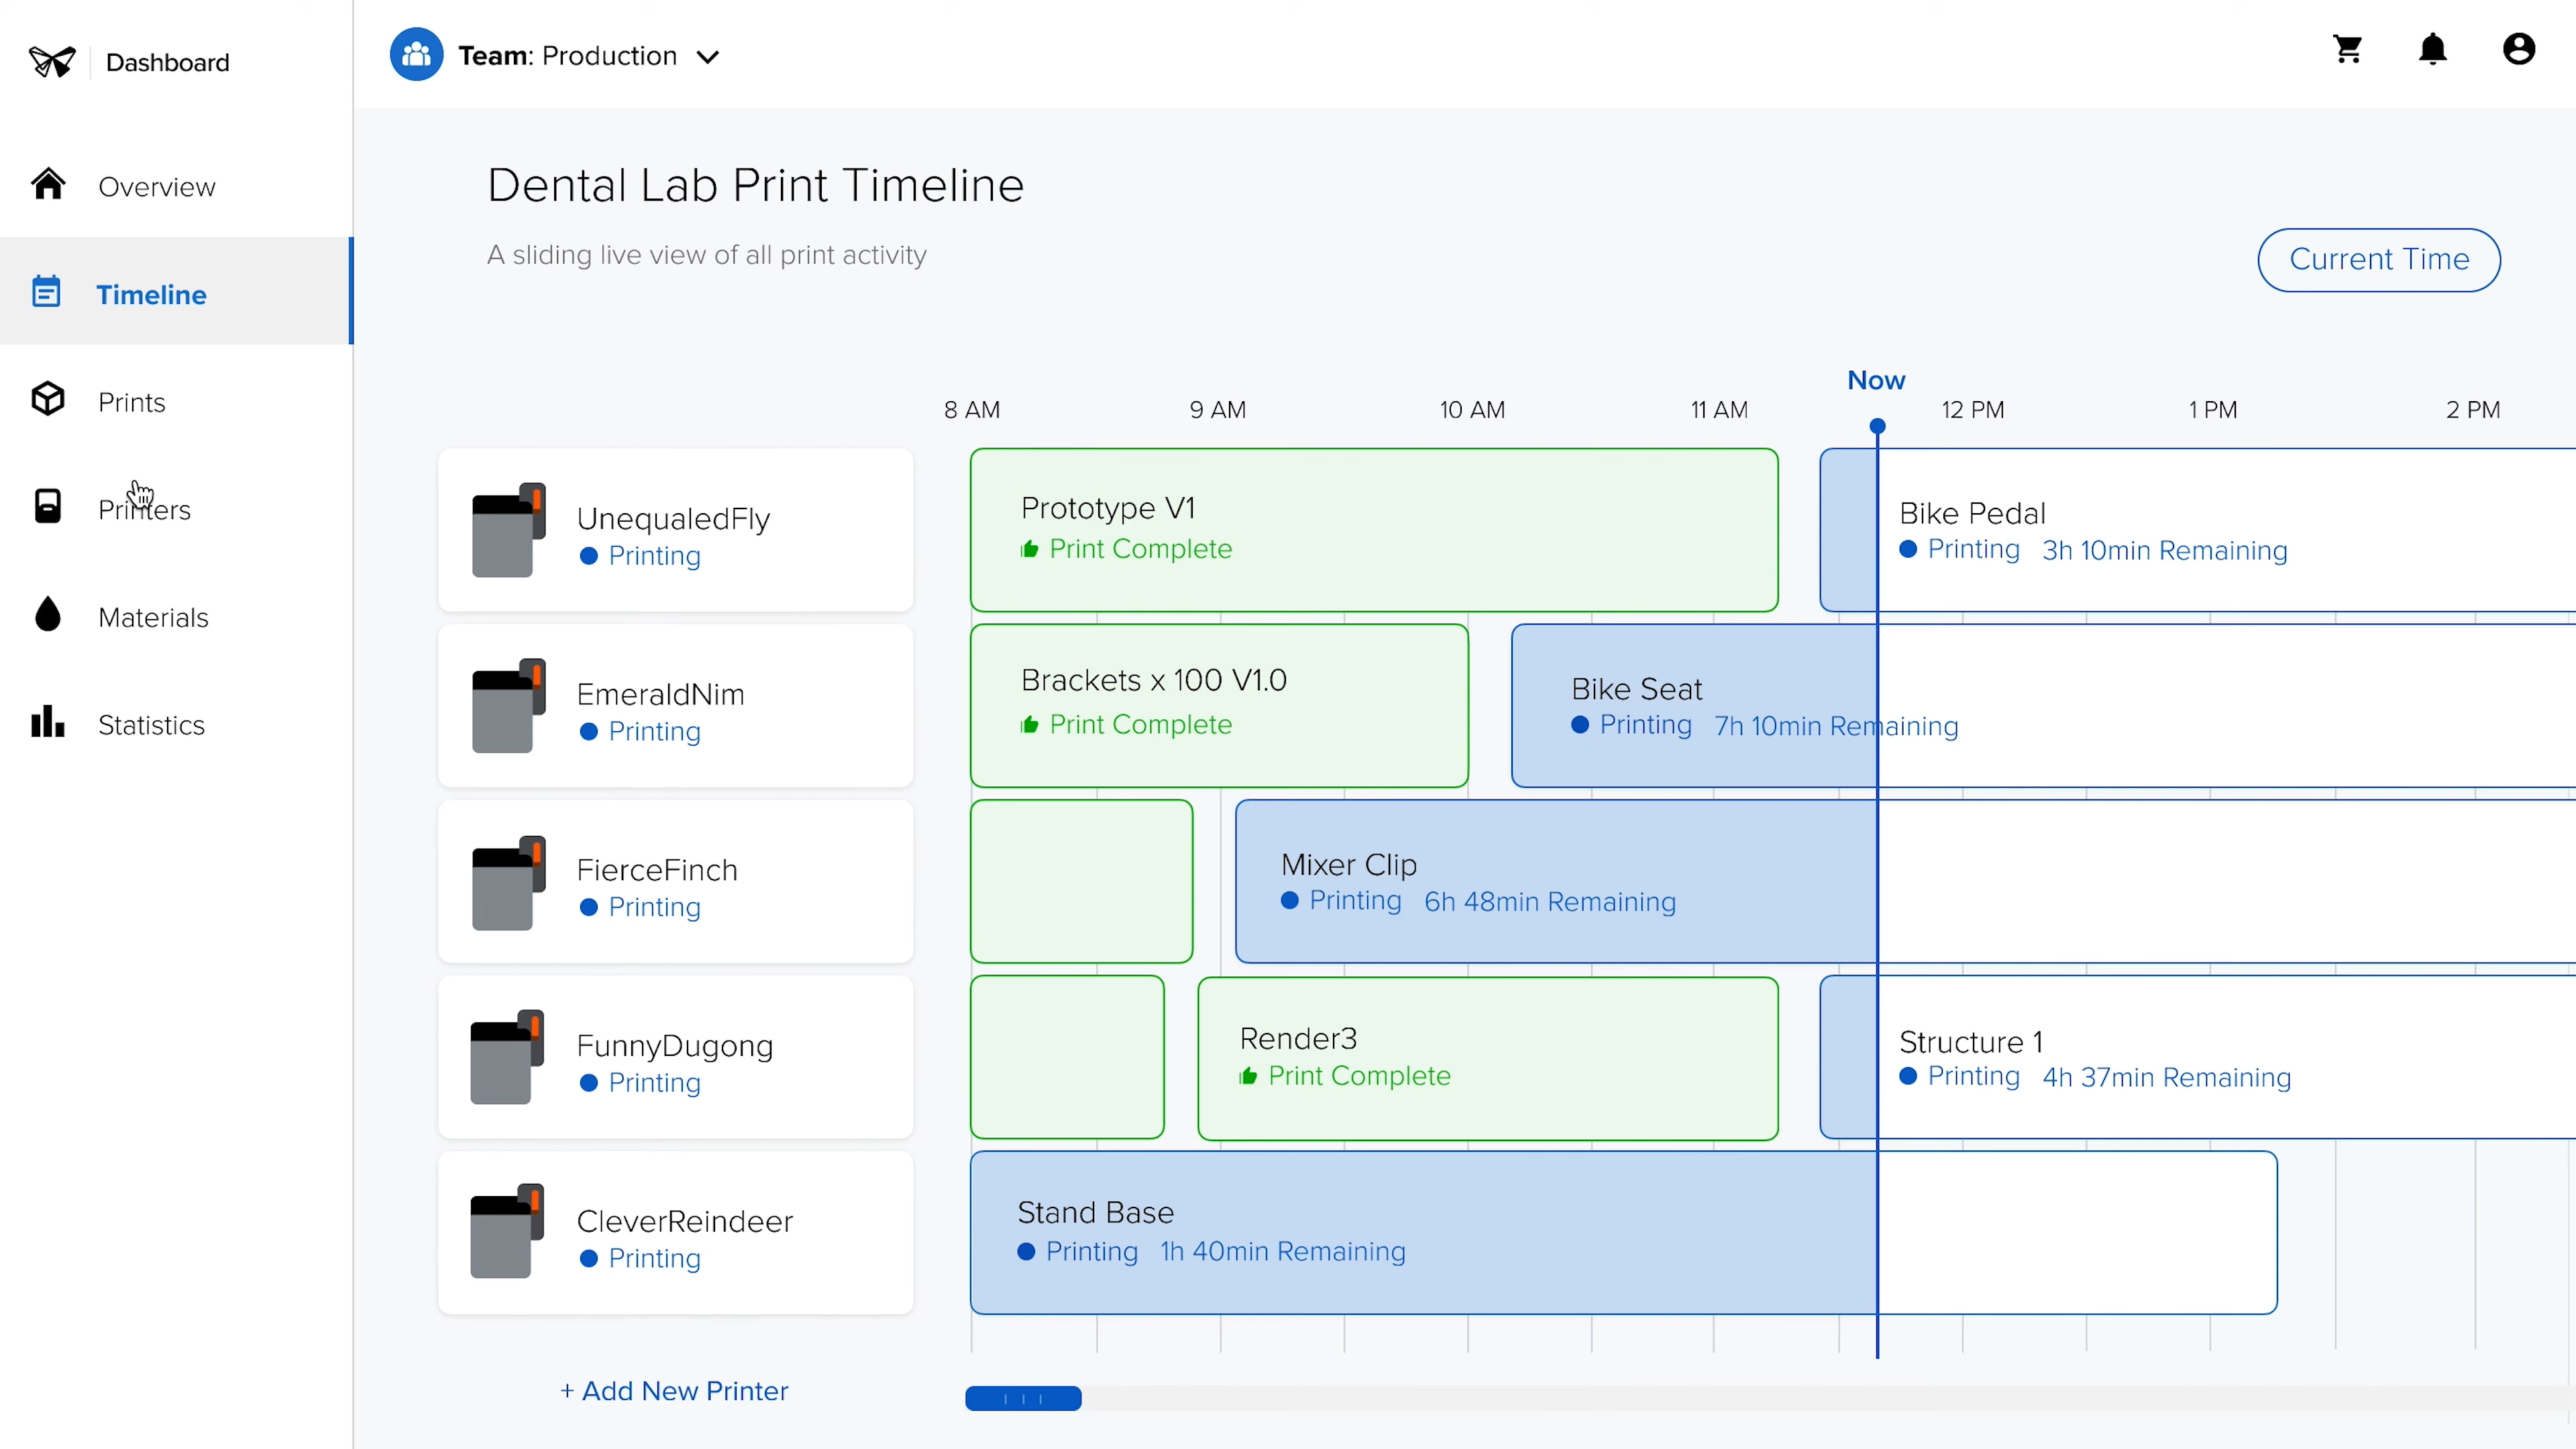 Dashboard
Team: Production
Overview
Timeline
Prints
Printers
Materials
Statistics
Dental Lab Print Timeline
A sliding live view of all print activity
Current Time
Now
8 AM 9 AM 10 AM 11 AM 12 PM 1 PM 2 PM
UnequaledFly
Printing
Prototype V1
Print Complete
Bike Pedal
Printing 3h 10min Remaining
EmeraldNim
Printing
Brackets x 100 V1.0
Print Complete
Bike Seat
Printing 7h 10min Remaining
FierceFinch
Printing
Mixer Clip
Printing 6h 48min Remaining
FunnyDugong
Printing
Render3
Print Complete
Structure 1
Printing 4h 37min Remaining
CleverReindeer
Printing
Stand Base
Printing 1h 40min Remaining
+ Add New Printer